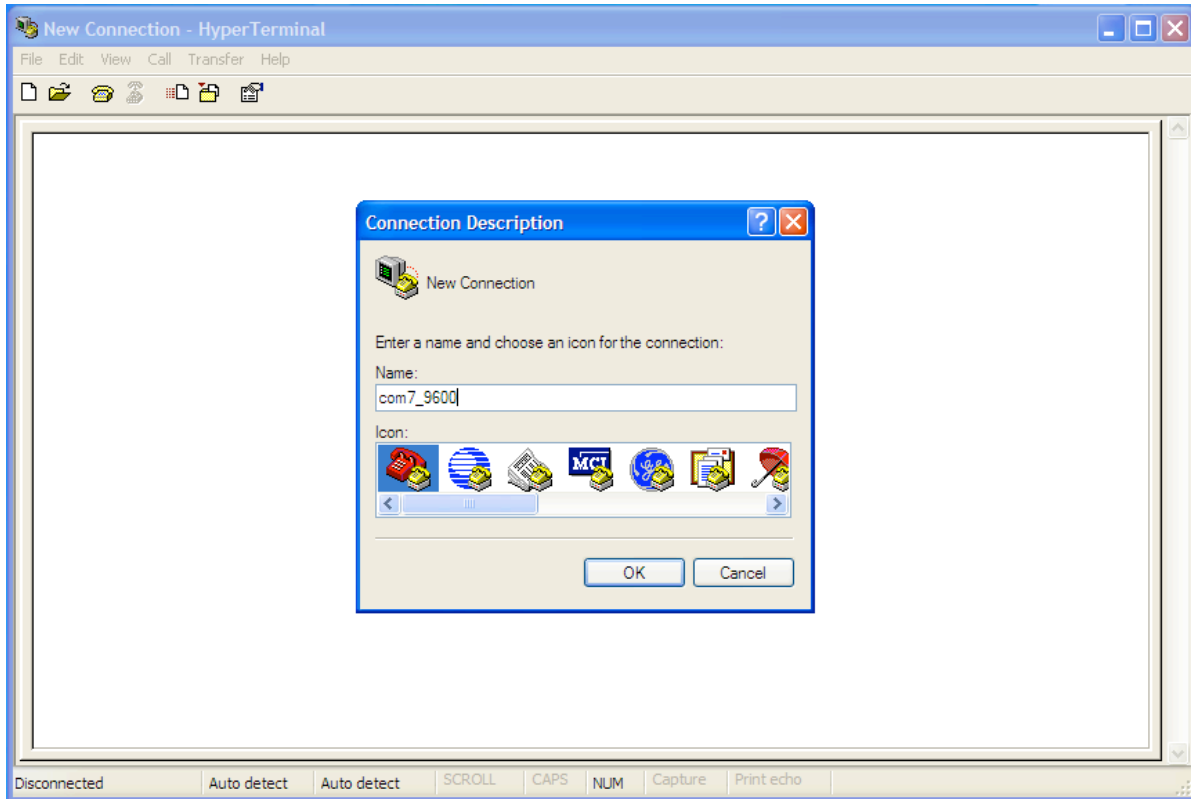 New Connection - HyperTerminal
File Edit View Call Transfer Help
Connection Description
New Connection
Enter a name and choose an icon for the connection:
Name:
com7_9600
Icon:
MCI
OK Cancel
Disconnected Auto detect Auto detect SCROLL CAPS NUM Capture Print echo